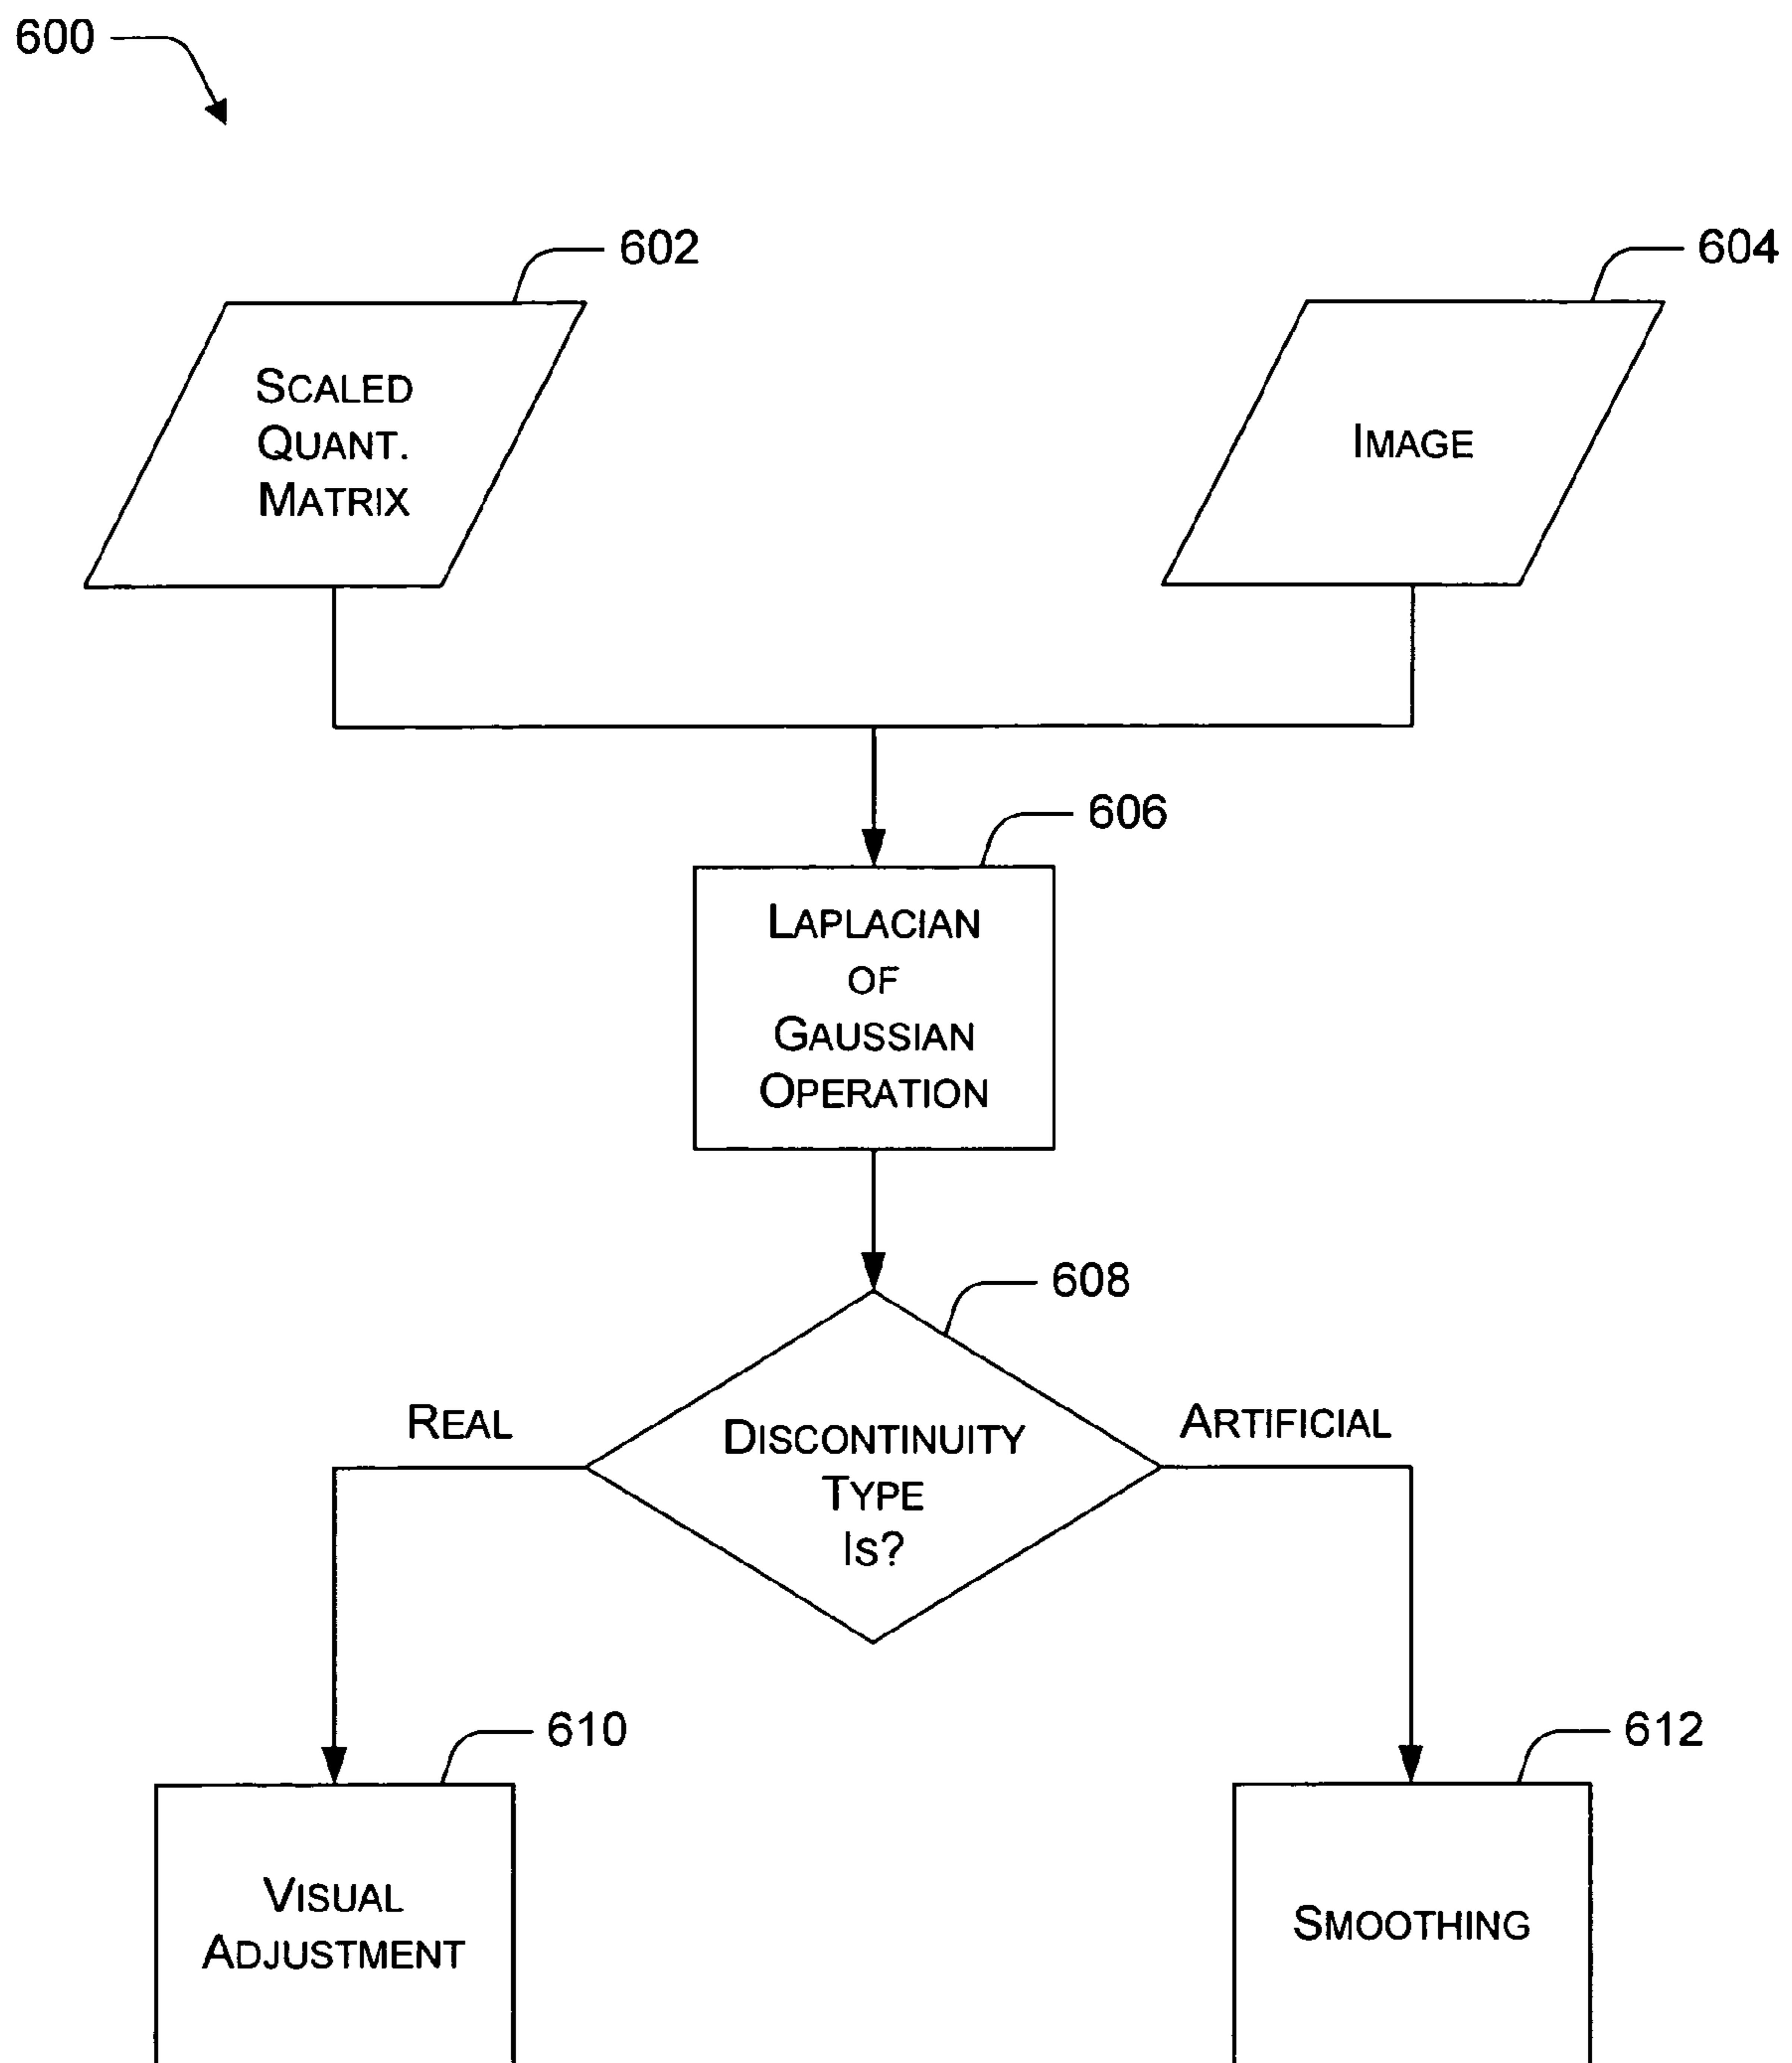 600
602
604
SCALED
QUANT.
MATRIX
IMAGE
606
LAPLACIAN
OF
GAUSSIAN
OPERATION
608
REAL
DISCONTINUITY
TYPE
IS?
ARTIFICIAL
610
612
VISUAL
ADJUSTMENT
SMOOTHING